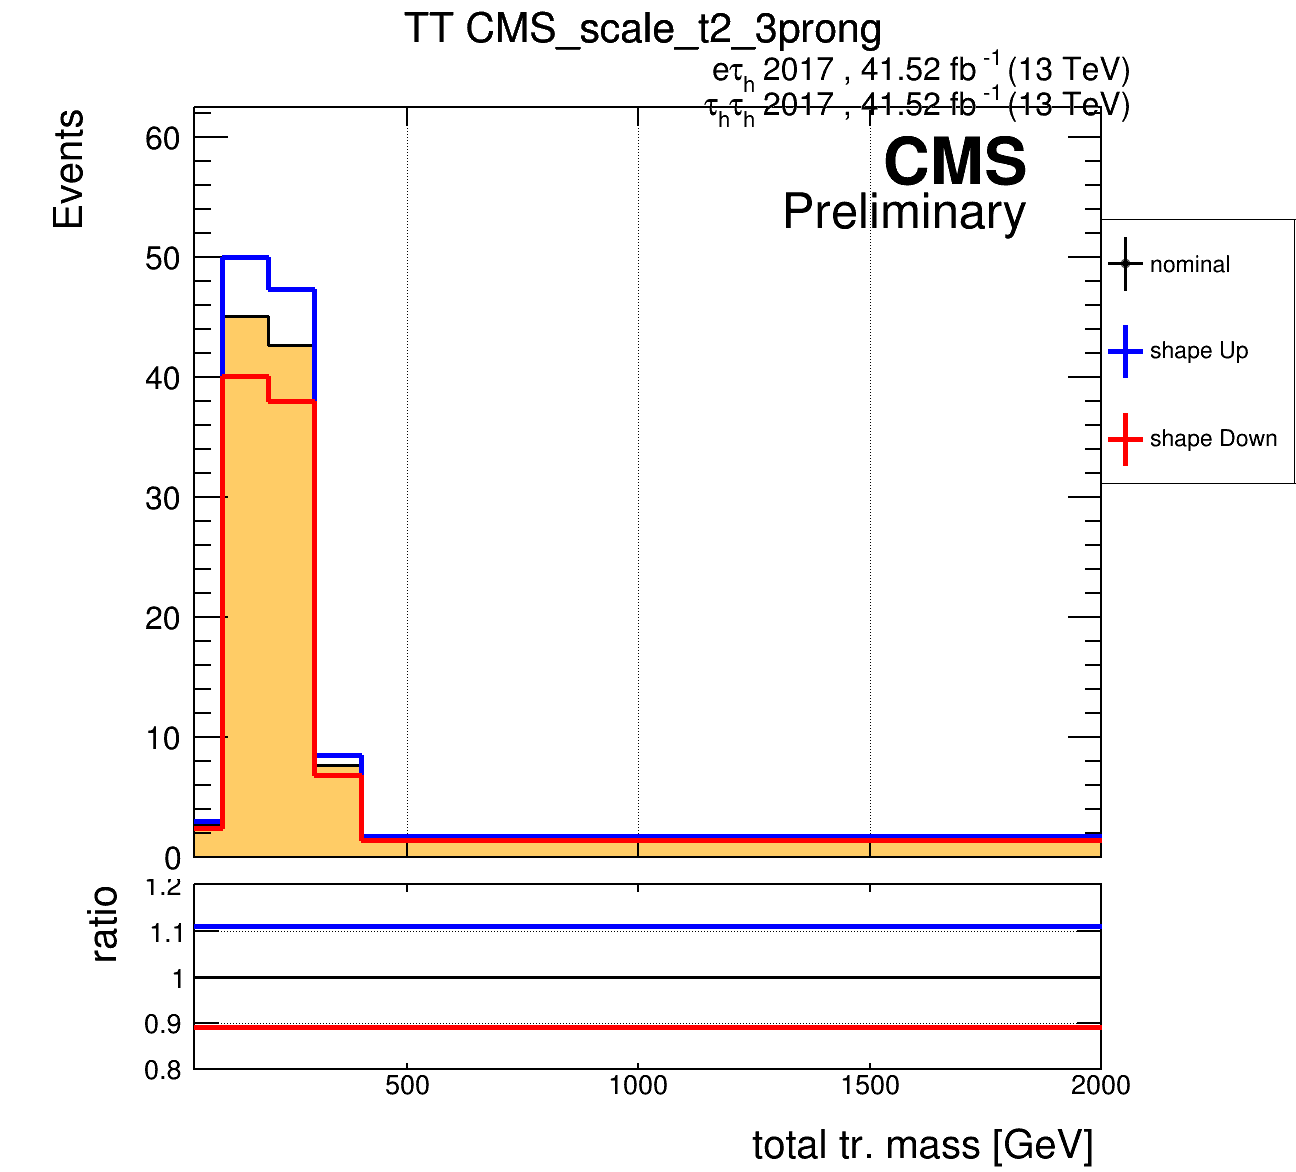 TT CMS_scale_t2_3prong
eτh 2017 , 41.52 fb -1 (13 TeV)
τhτh 2017 , 41.52 fb -1 (13 TeV)
CMS
Preliminary
Events
60
50
40
30
20
10
0
nominal
shape Up
shape Down
ratio
1.2
1.1
1
0.9
0.8
500 1000 1500 2000
total tr. mass [GeV]